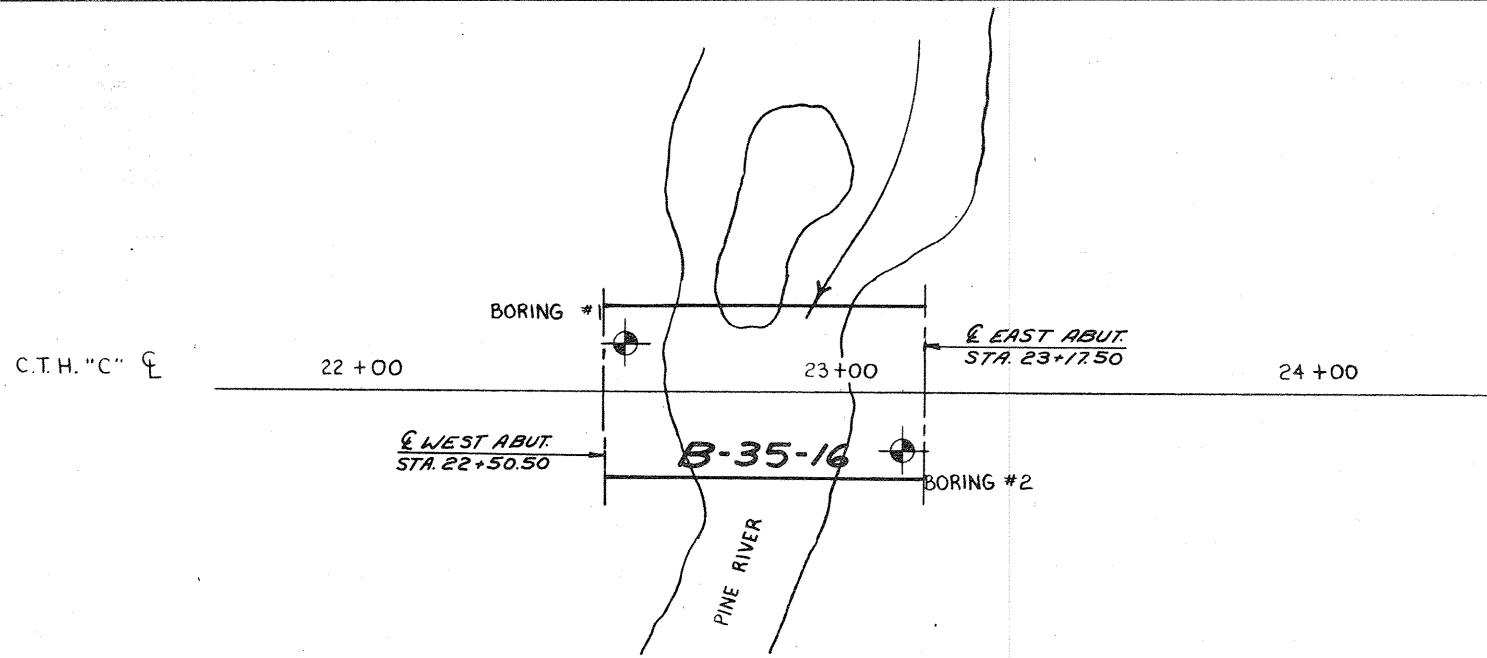 BORING #1
℄ EAST ABUT.
STA. 23+17.50
C.T.H. "C" ℄
22 +00
23+00
24 +00
℄ WEST ABUT.
STA. 22+50.50
B-35-16
BORING #2
PINE RIVER